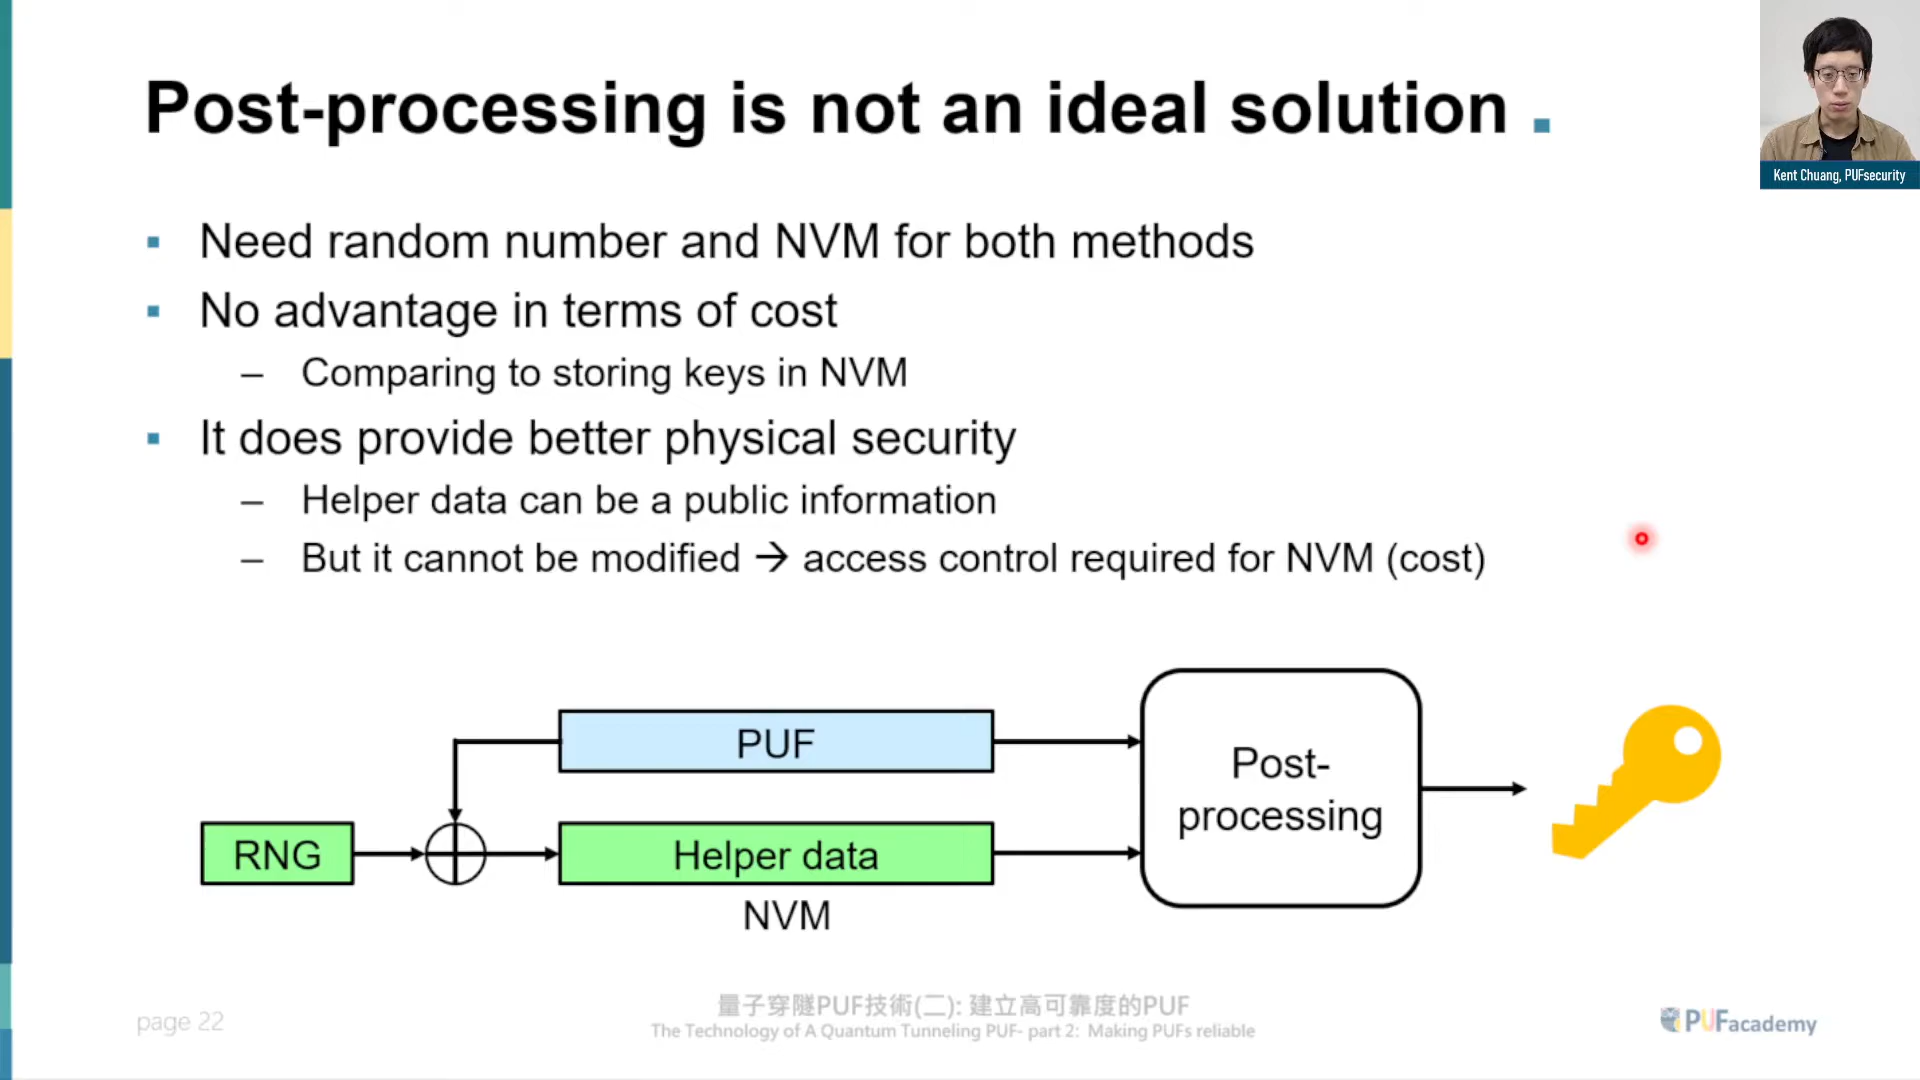 Post-processing is not an ideal solution .
Kent Chuang, PUFsecurity
Need random number and NVM for both methods
No advantage in terms of cost
– Comparing to storing keys in NVM
It does provide better physical security
– Helper data can be a public information
– But it cannot be modified → access control required for NVM (cost)
PUF
RNG
Helper data
NVM
Post-
processing
page 22
量子穿隧PUF技術(二): 建立高可靠度的PUF
The Technology of A Quantum Tunneling PUF- part 2: Making PUFs reliable
PUFacademy